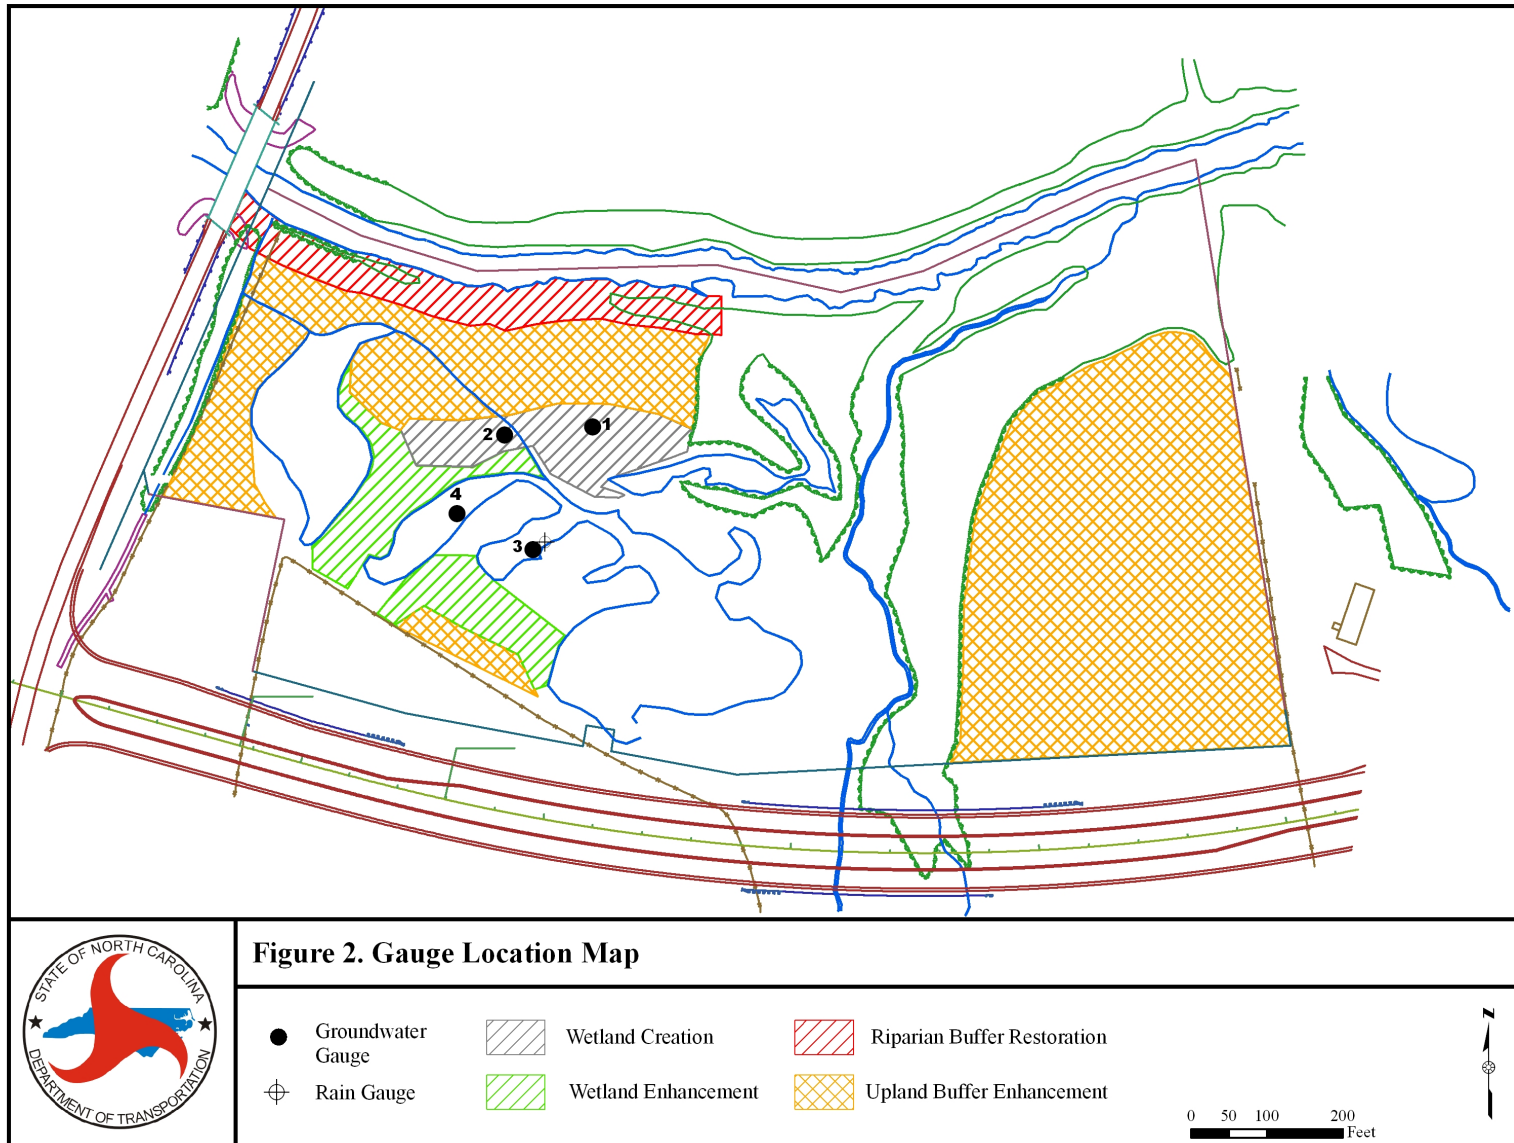 1
2
4
3
Figure 2. Gauge Location Map
STATE OF NORTH CAROLINA
DEPARTMENT OF TRANSPORTATION
Groundwater
Gauge
Rain Gauge
Wetland Creation
Wetland Enhancement
Riparian Buffer Restoration
Upland Buffer Enhancement
N
0 50 100 200
Feet